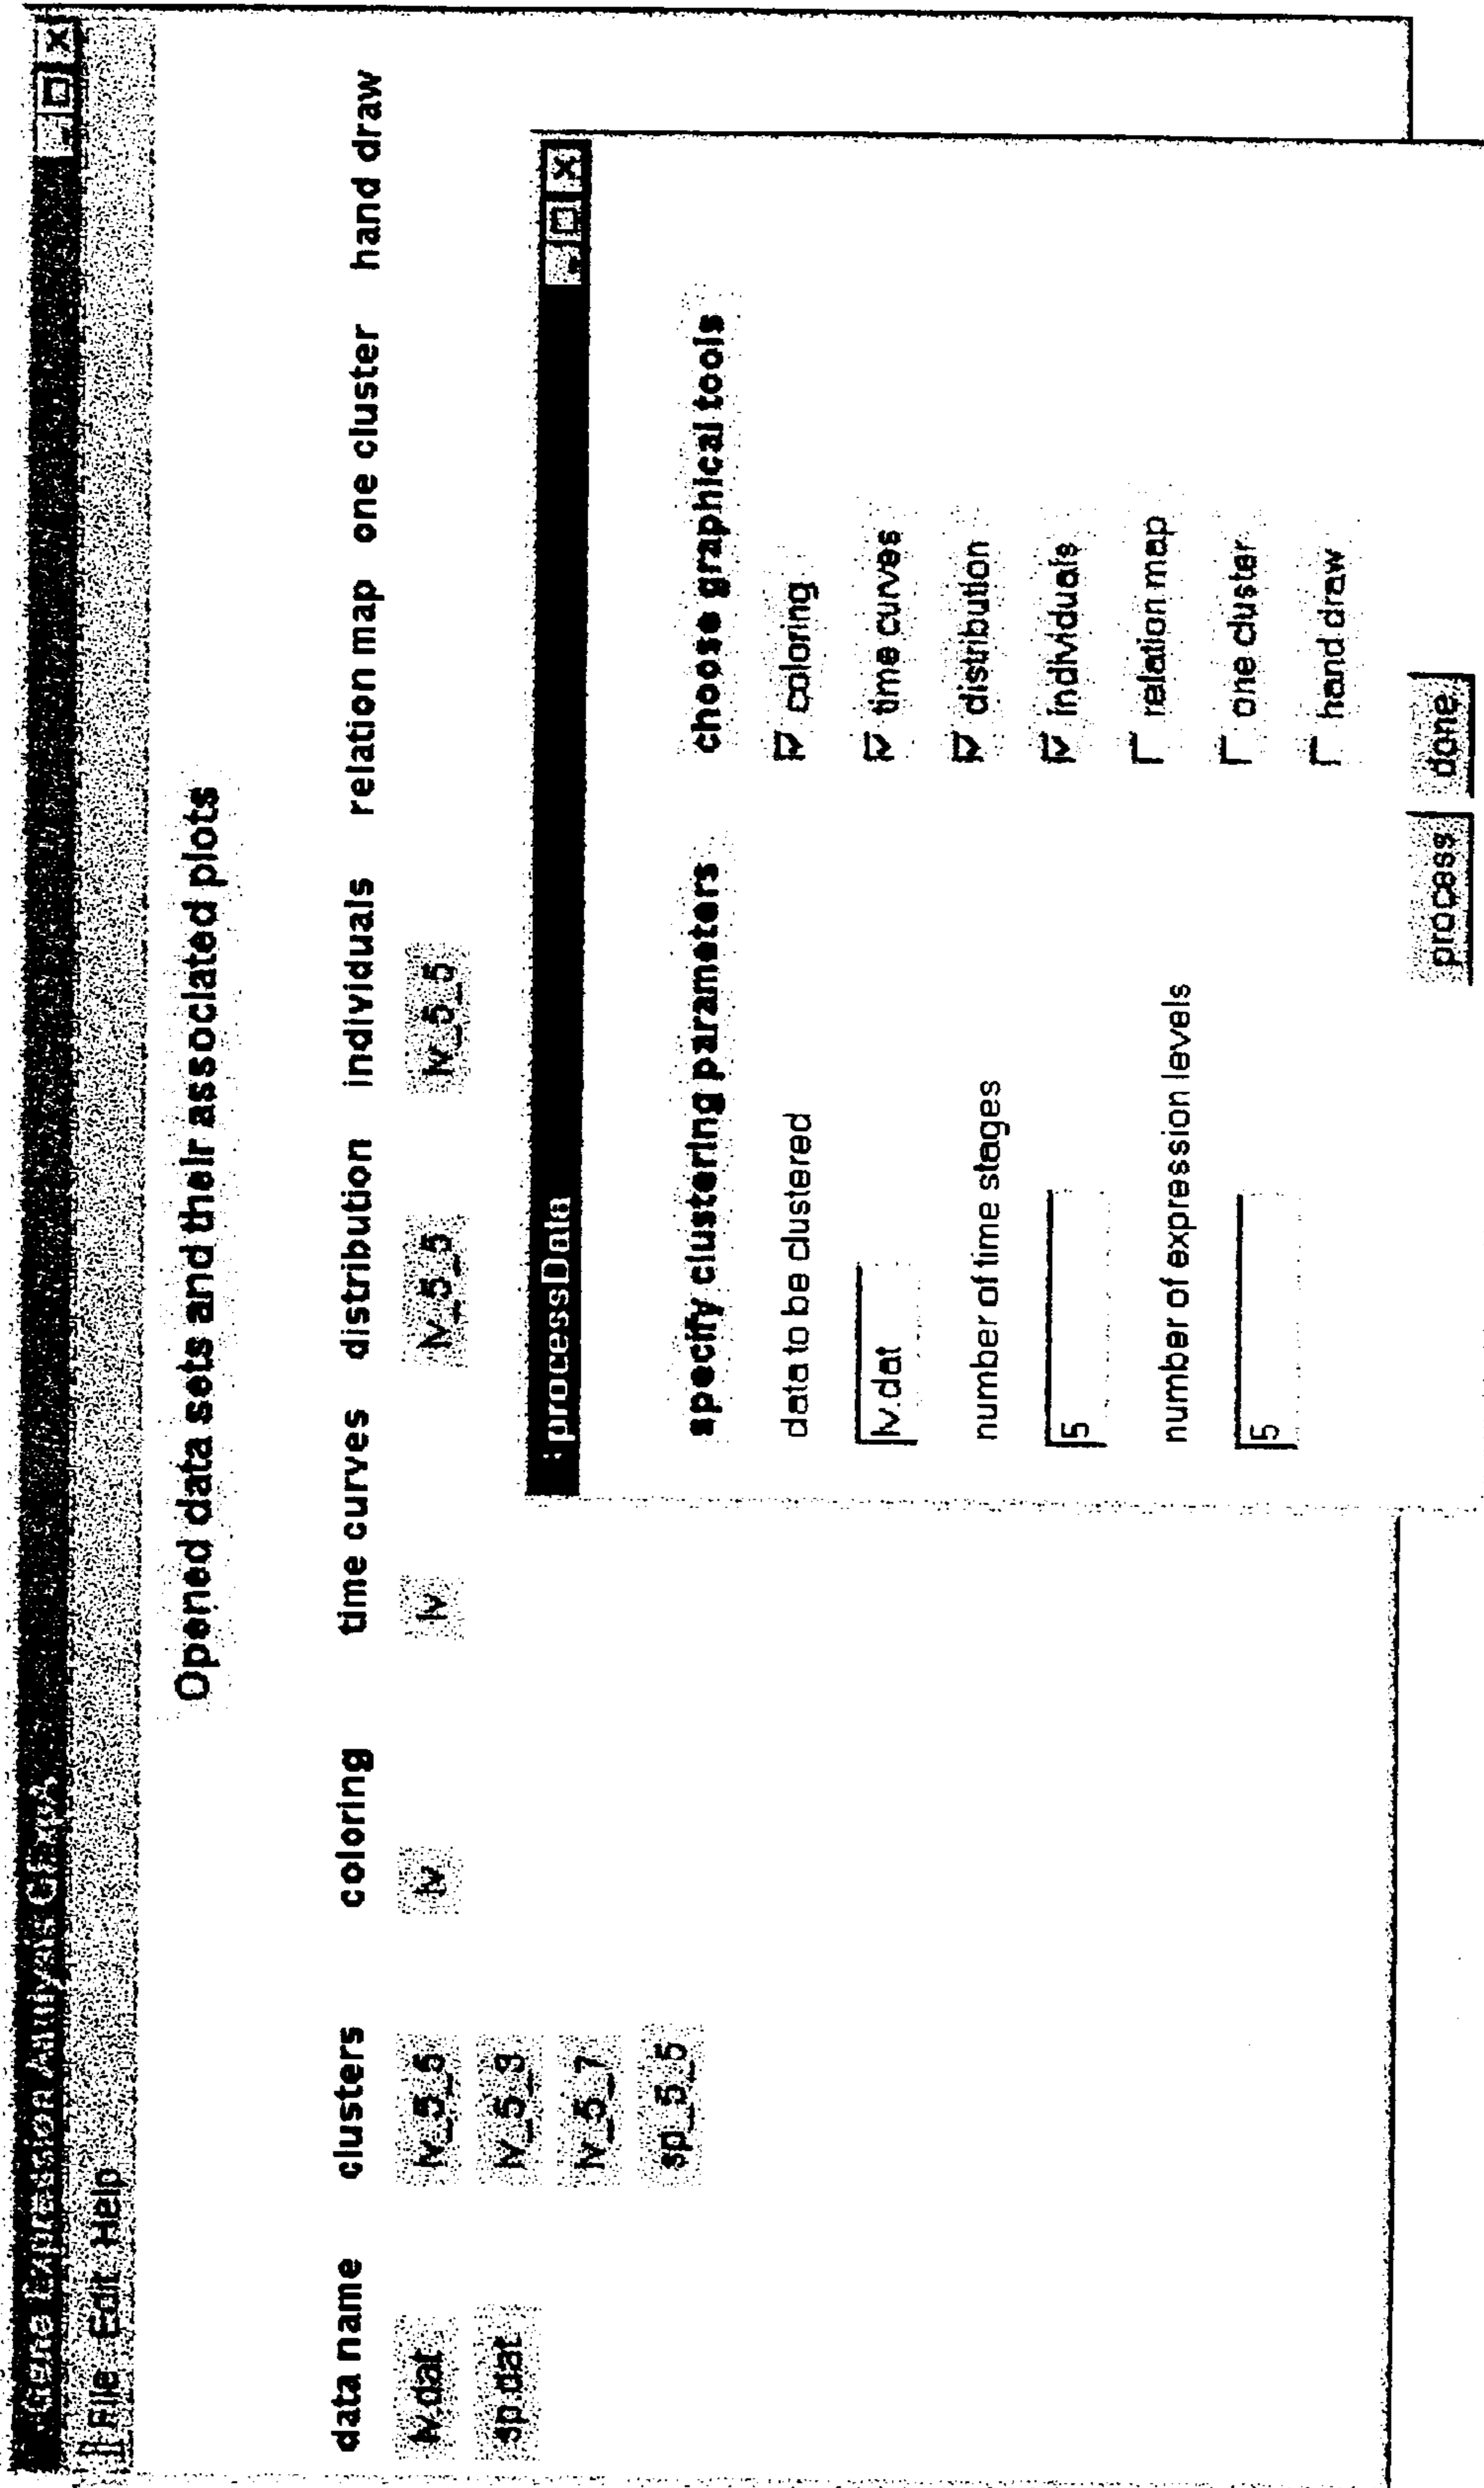 Gene Expression
File Edit Help
Opened data sets and their associated plots
data name clusters coloring time curves distribution individuals relation map one cluster hand draw
lv.dat lv_5_5 lv lv lv_5_5 lv_5_5
sp.dat lv_5_3
lv_5_7
sp_5_5
processData
specify clustering parameters choose graphical tools
data to be clustered coloring
lv.dat time curves
number of time stages distribution
5 individuals
number of expression levels relation map
5 one cluster
hand draw
process done